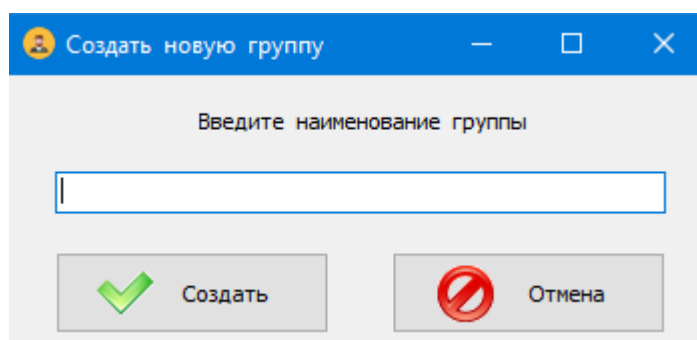 Создать новую группу
Введите наименование группы
Создать
Отмена